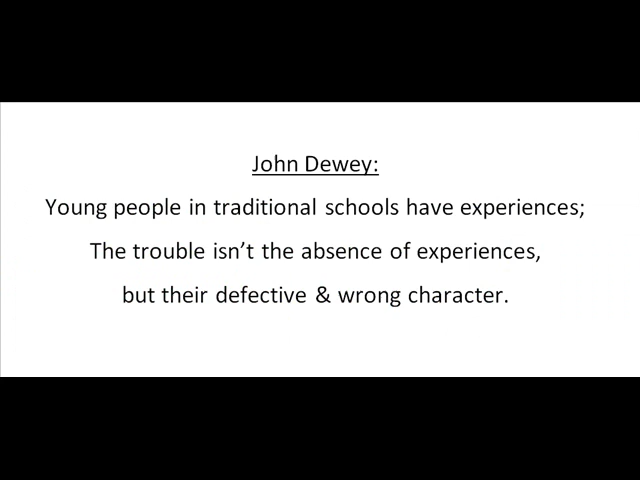 John Dewey:
Young people in traditional schools have experiences;
The trouble isn’t the absence of experiences,
but their defective & wrong character.